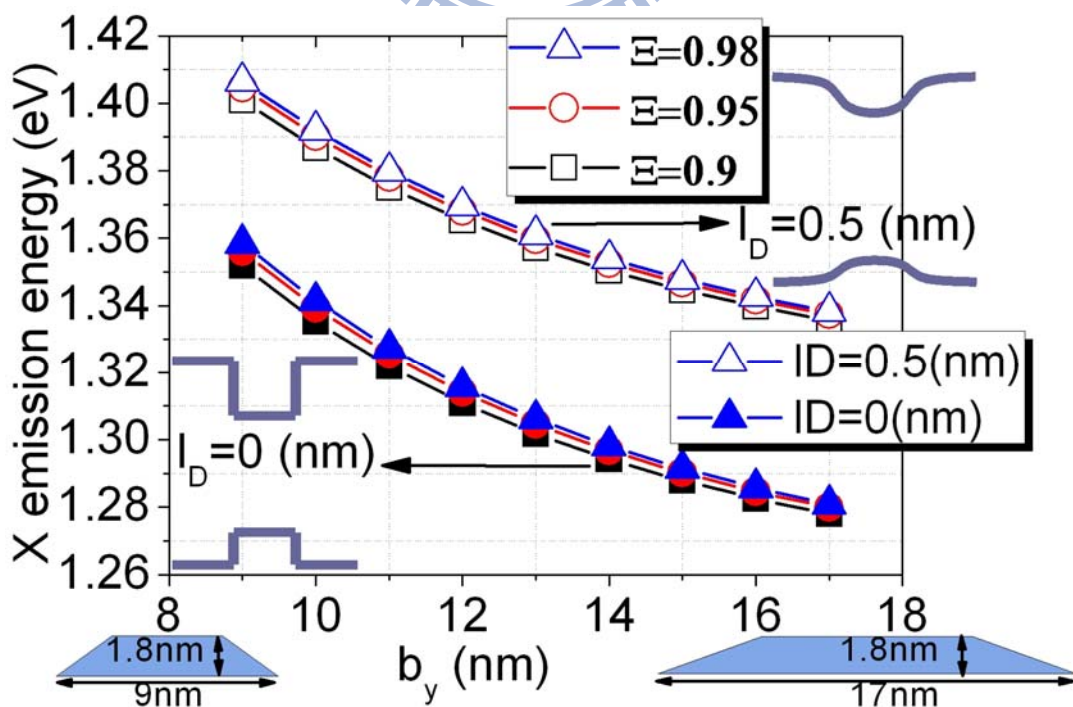 1.42
1.40
1.38
1.36
1.34
1.32
1.30
1.28
1.26
X emission energy (eV)
Ξ=0.98
Ξ=0.95
Ξ=0.9
l_D=0.5 (nm)
lD=0.5(nm)
lD=0(nm)
l_D=0 (nm)
8 10 12 14 16 18
b_y (nm)
1.8nm
9nm
1.8nm
17nm